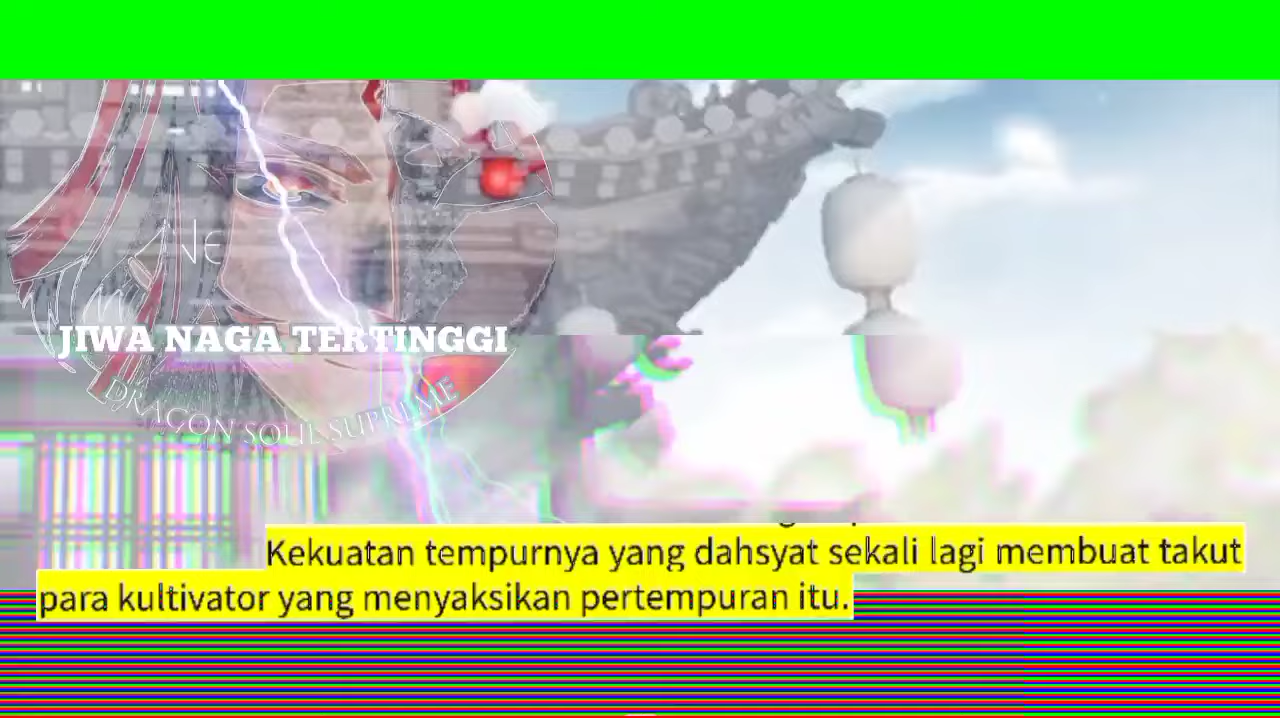 JIWA NAGA TERTINGGI
DRAGON SOUL SUPREME
Kekuatan tempurnya yang dahsyat sekali lagi membuat takut
para kultivator yang menyaksikan pertempuran itu.